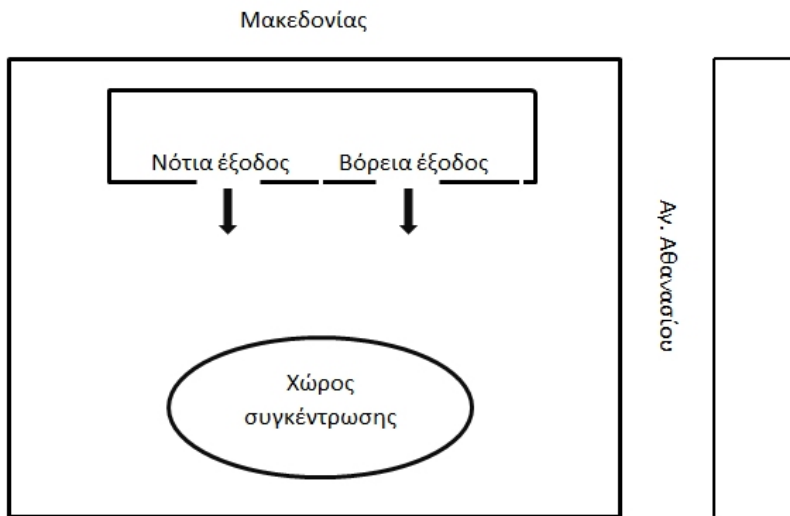 Μακεδονίας
Νότια έξοδος
Βόρεια έξοδος
Αγ. Αθανασίου
Χώρος
συγκέντρωσης